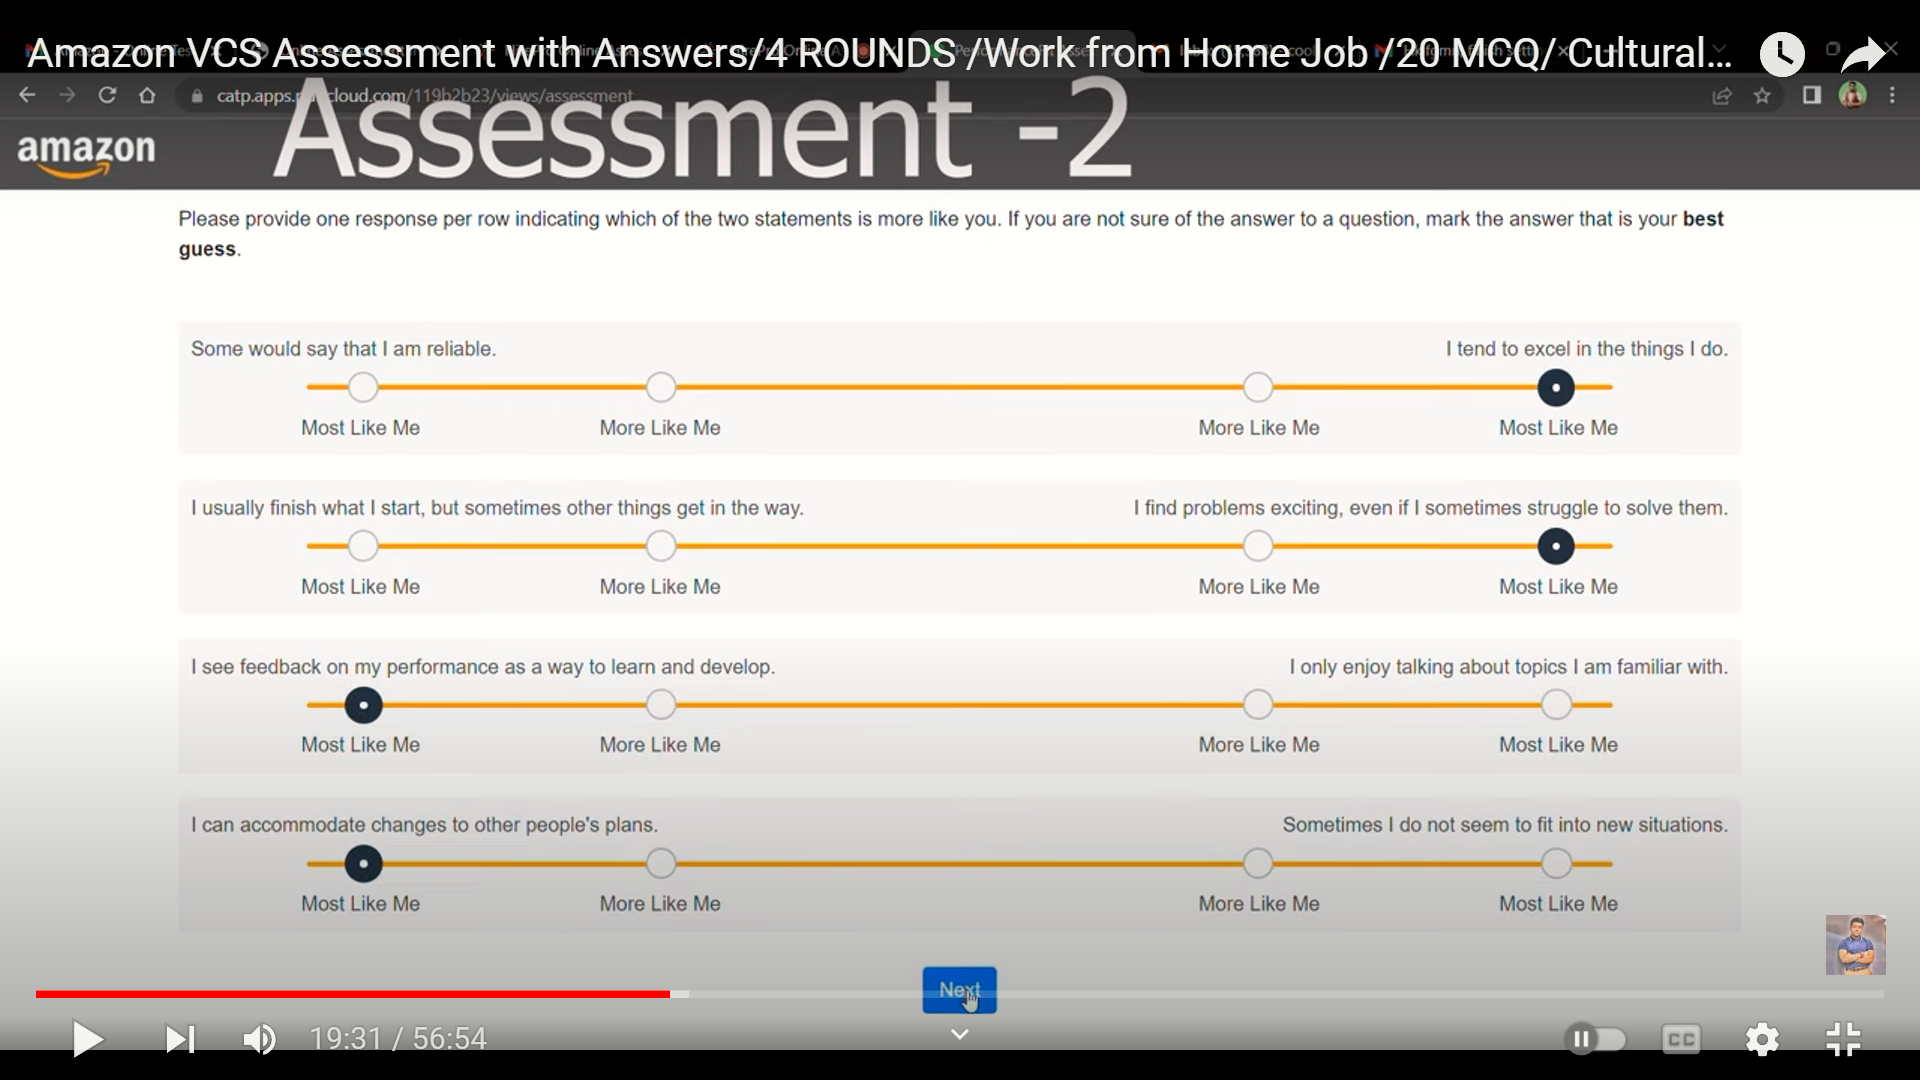 Amazon VCS Assessment with Answers/4 ROUNDS /Work from Home Job /20 MCQ/ Cultural...
catp.apps. cloud.com/119b2b23/views/assessment
amazon
Assessment -2
Please provide one response per row indicating which of the two statements is more like you. If you are not sure of the answer to a question, mark the answer that is your best
guess.
Some would say that I am reliable. I tend to excel in the things I do.
Most Like Me More Like Me More Like Me Most Like Me
I usually finish what I start, but sometimes other things get in the way. I find problems exciting, even if I sometimes struggle to solve them.
Most Like Me More Like Me More Like Me Most Like Me
I see feedback on my performance as a way to learn and develop. I only enjoy talking about topics I am familiar with.
Most Like Me More Like Me More Like Me Most Like Me
I can accommodate changes to other people's plans. Sometimes I do not seem to fit into new situations.
Most Like Me More Like Me More Like Me Most Like Me
Next
19:31 / 56:54
CC